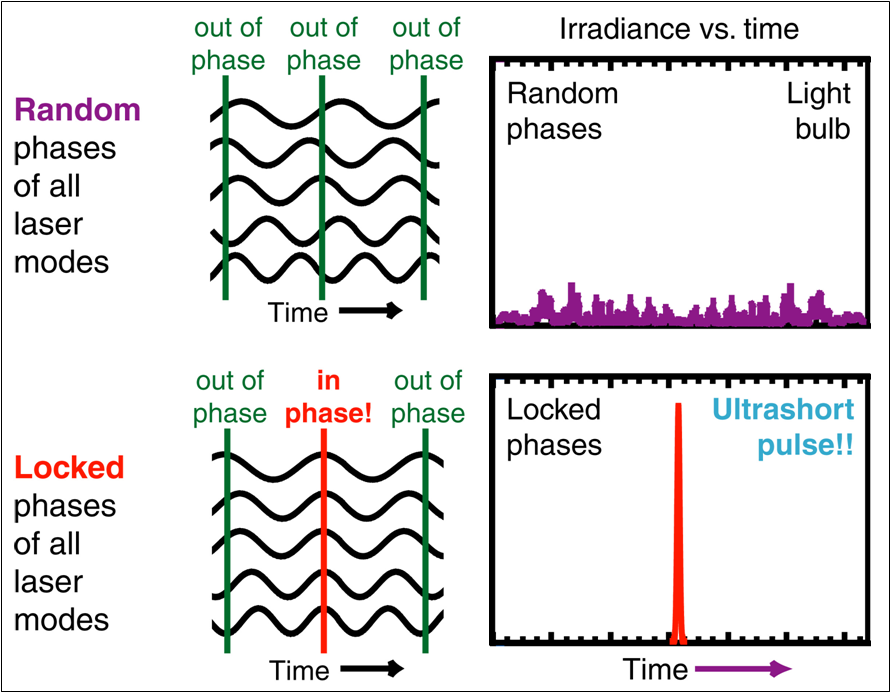 out of
phase
out of
phase
out of
phase
Random
phases
of all
laser
modes
Time
Irradiance vs. time
Random
phases
Light
bulb
out of
phase
in
phase!
out of
phase
Locked
phases
of all
laser
modes
Time
Locked
phases
Ultrashort
pulse!!
Time